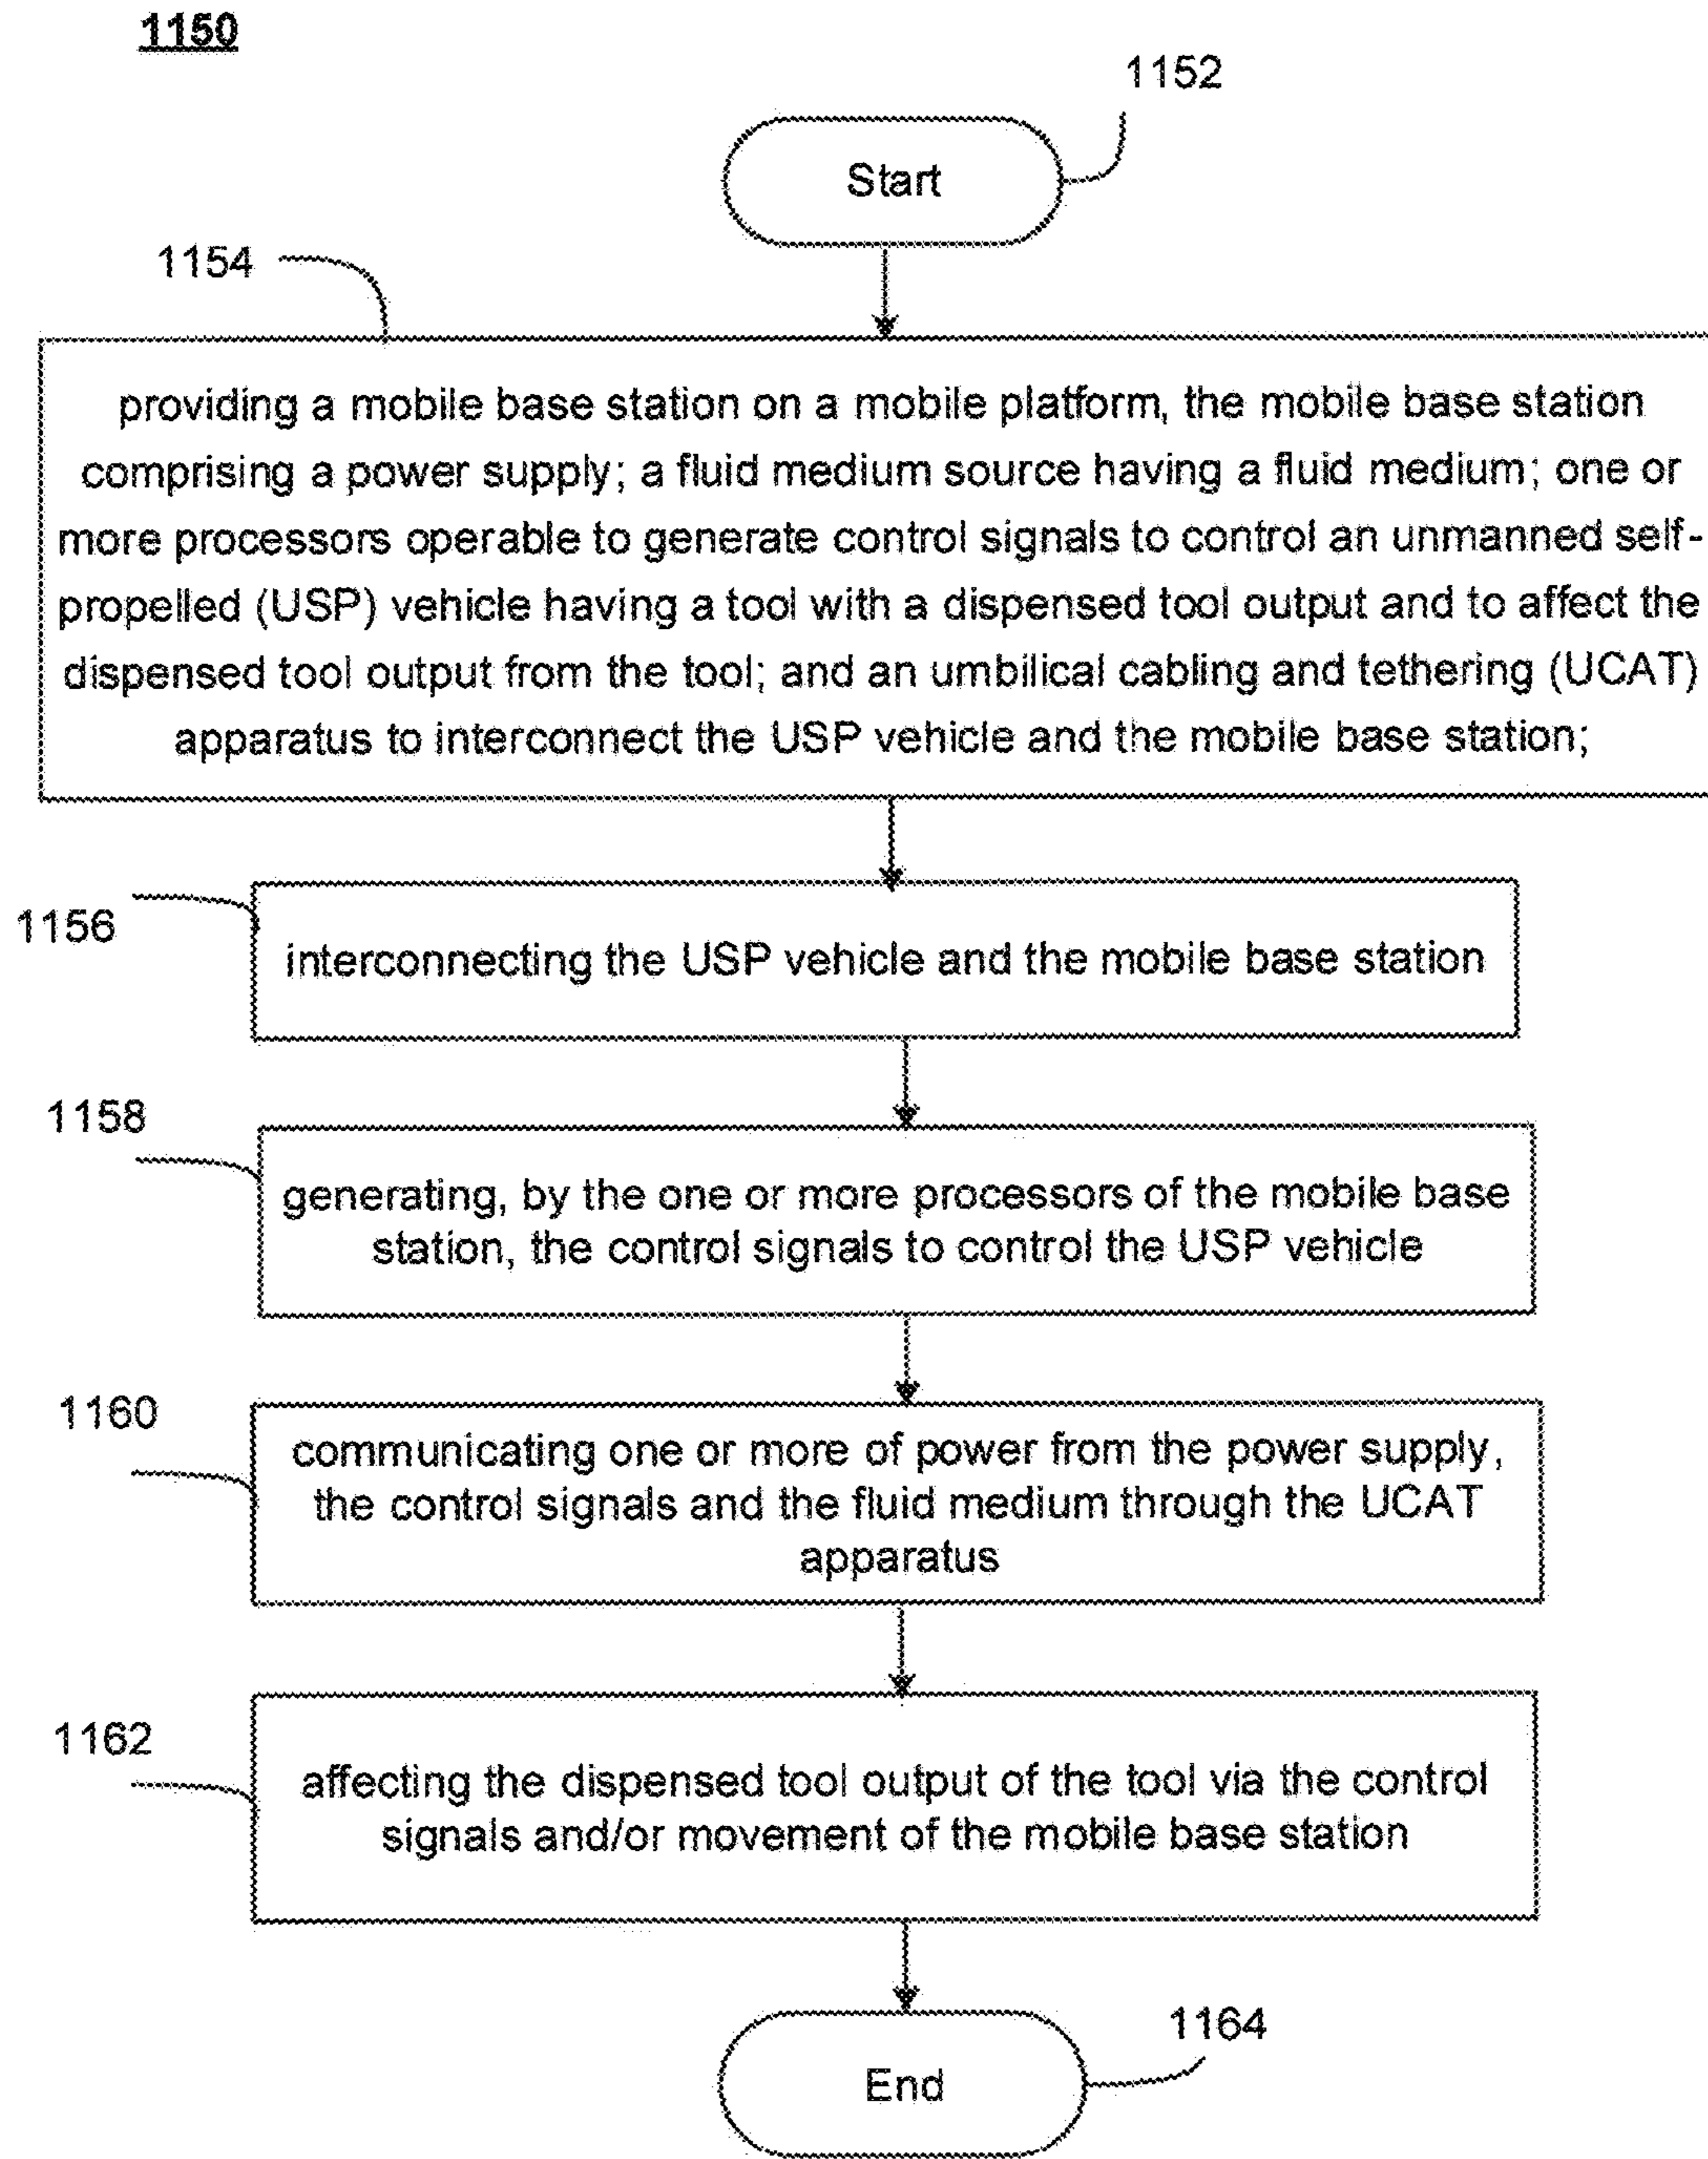 1150
1152
Start
1154
providing a mobile base station on a mobile platform, the mobile base station
comprising a power supply; a fluid medium source having a fluid medium; one or
more processors operable to generate control signals to control an unmanned self-
propelled (USP) vehicle having a tool with a dispensed tool output and to affect the
dispensed tool output from the tool; and an umbilical cabling and tethering (UCAT)
apparatus to interconnect the USP vehicle and the mobile base station;
1156
interconnecting the USP vehicle and the mobile base station
1158
generating, by the one or more processors of the mobile base
station, the control signals to control the USP vehicle
1160
communicating one or more of power from the power supply,
the control signals and the fluid medium through the UCAT
apparatus
1162
affecting the dispensed tool output of the tool via the control
signals and/or movement of the mobile base station
1164
End